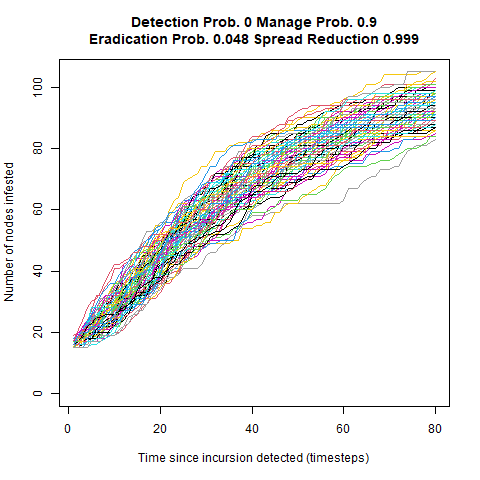 Detection Prob. 0 Manage Prob. 0.9
Eradication Prob. 0.048 Spread Reduction 0.999
Number of nodes infested
100
80
60
40
20
0
0 20 40 60 80
Time since incursion detected (timesteps)